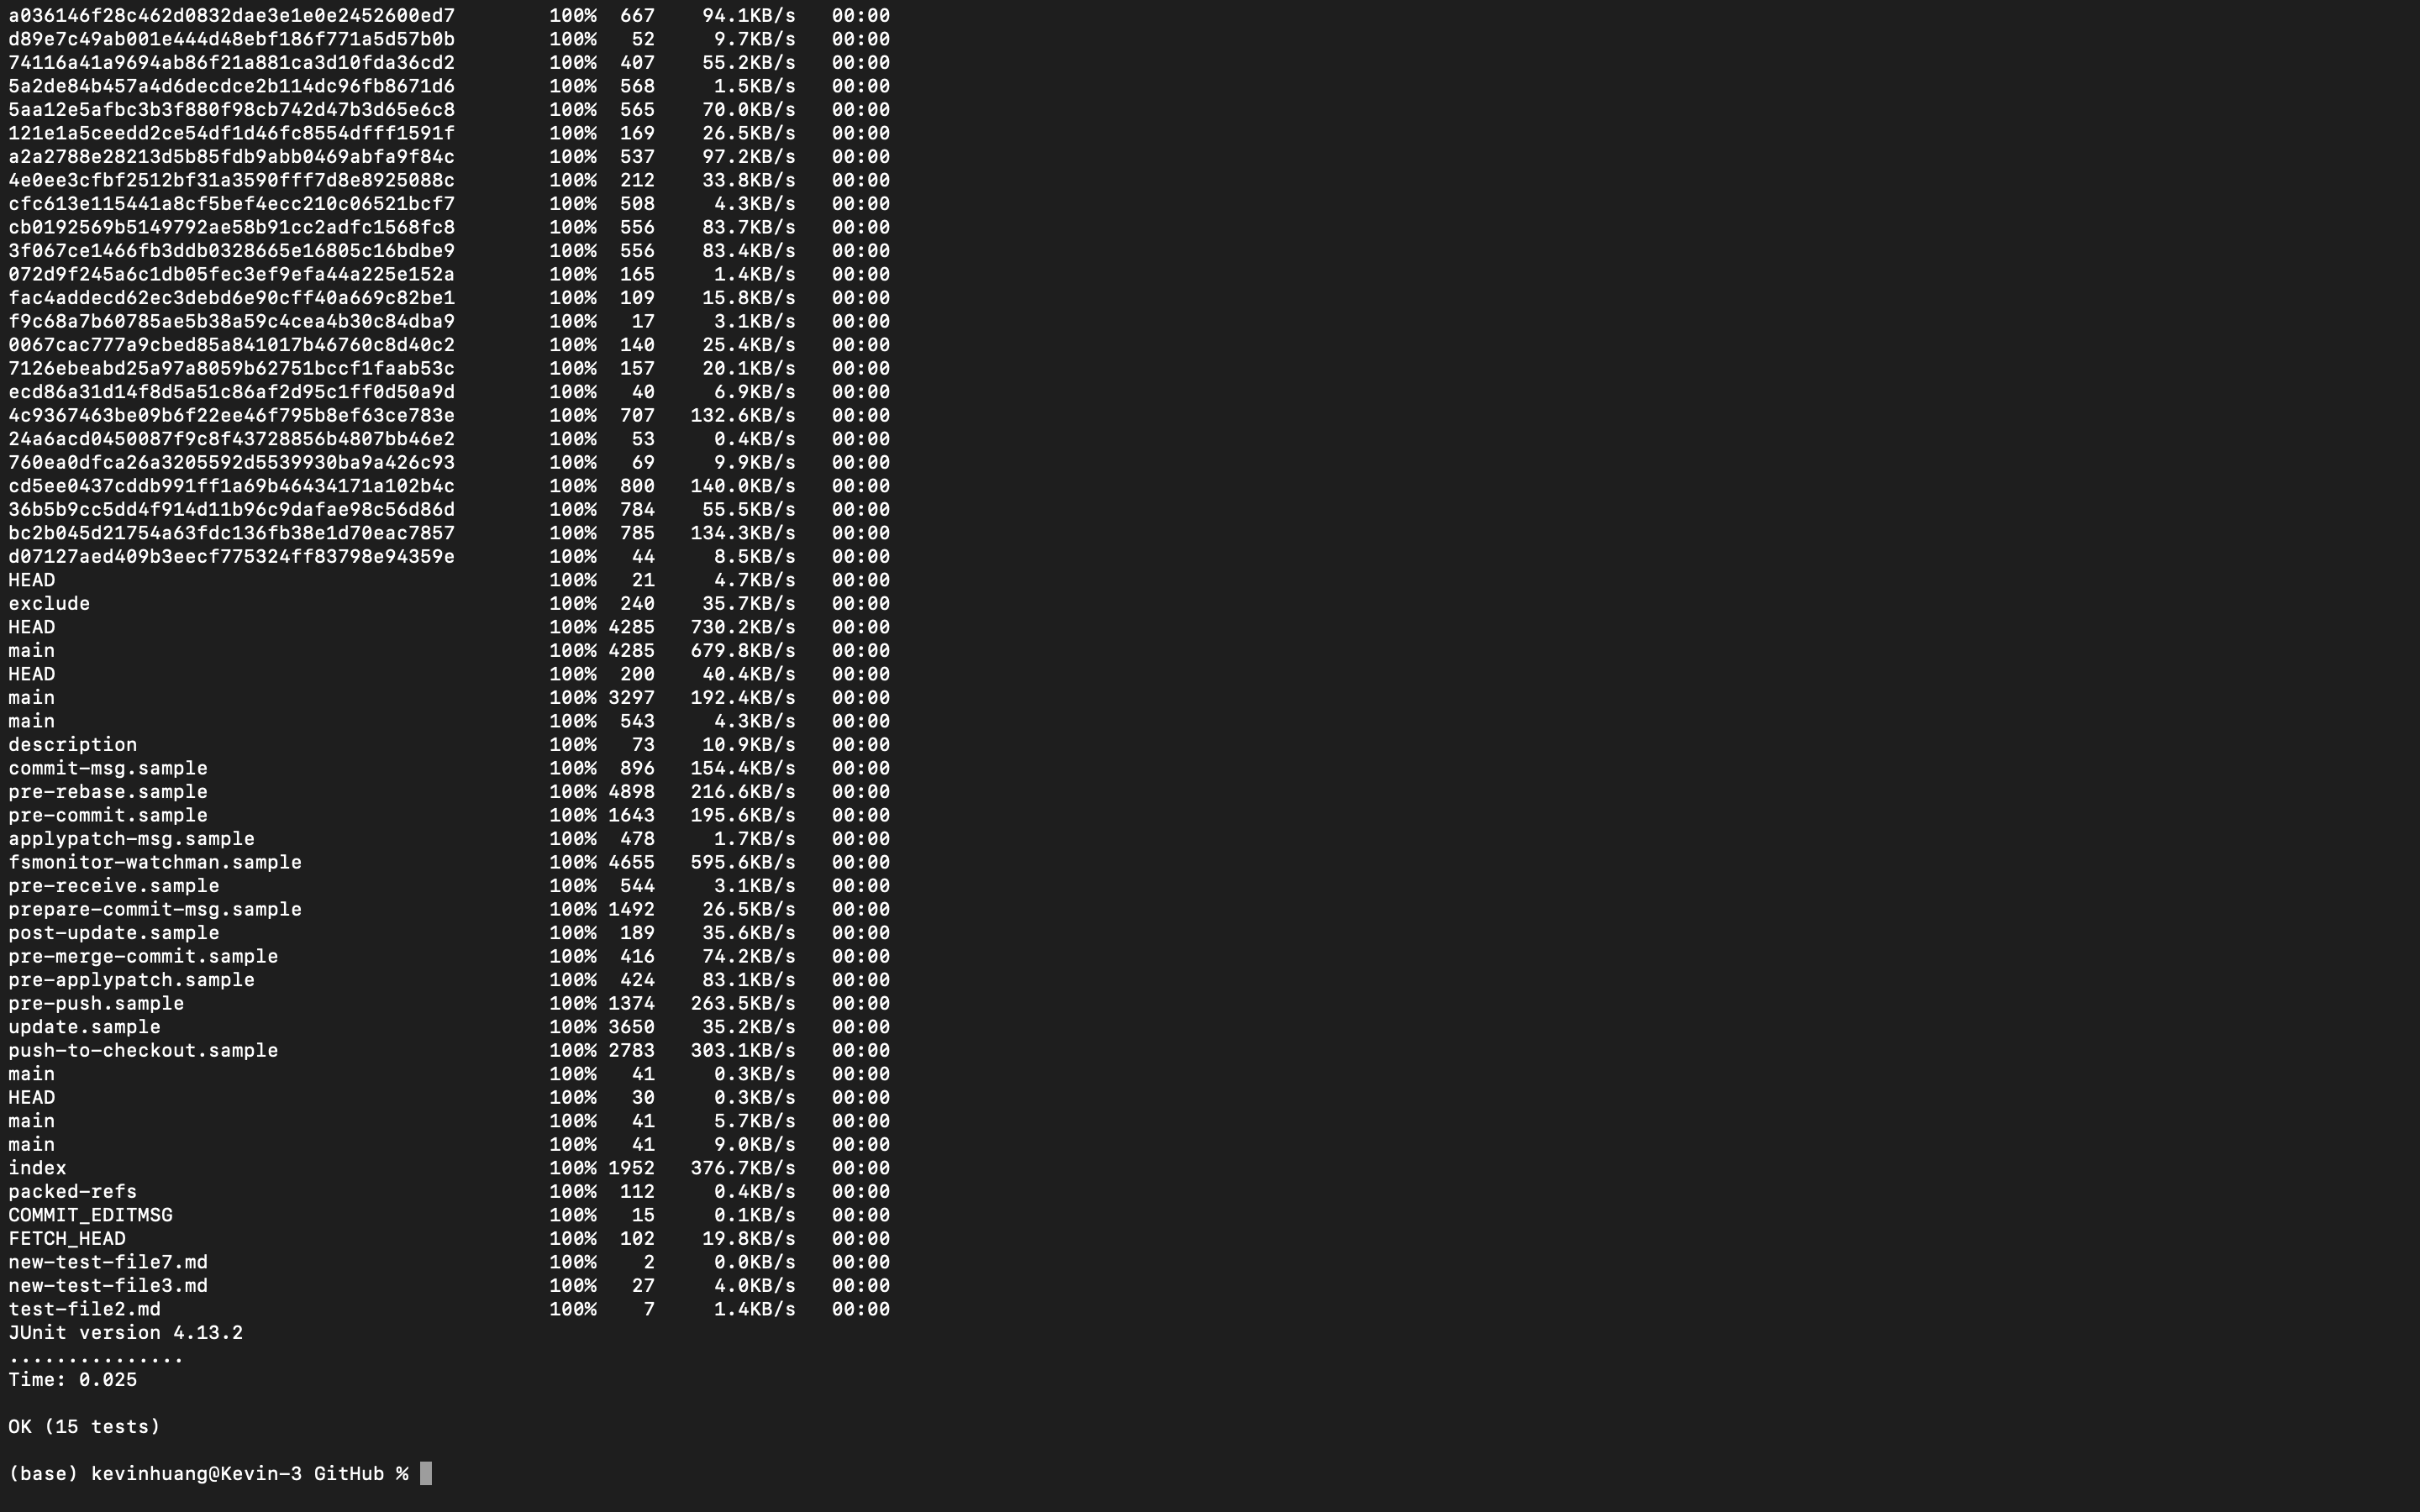 a036146f28c462d0832dae3e1e0e2452600ed7 100% 667 94.1KB/s 00:00
d89e7c49ab001e444d48ebf186f771a5d57b0b 100% 52 9.7KB/s 00:00
74116a41a9694ab86f21a881ca3d10fda36cd2 100% 407 55.2KB/s 00:00
5a2de84b457a4d6decdce2b114dc96fb8671d6 100% 568 1.5KB/s 00:00
5aa12e5afbc3b3f880f98cb742d47b3d65e6c8 100% 565 70.0KB/s 00:00
121e1a5ceedd2ce54df1d46fc8554dfff1591f 100% 169 26.5KB/s 00:00
a2a2788e28213d5b85fdb9abb0469abfa9f84c 100% 537 97.2KB/s 00:00
4e0ee3cfbf2512bf31a3590fff7d8e8925088c 100% 212 33.8KB/s 00:00
cfc613e115441a8cf5bef4ecc210c06521bcf7 100% 508 4.3KB/s 00:00
cb0192569b5149792ae58b91cc2adfc1568fc8 100% 556 83.7KB/s 00:00
3f067ce1466fb3ddb0328665e16805c16bdbe9 100% 556 83.4KB/s 00:00
072d9f245a6c1db05fec3ef9efa44a225e152a 100% 165 1.4KB/s 00:00
fac4addecd62ec3debd6e90cff40a669c82be1 100% 109 15.8KB/s 00:00
f9c68a7b60785ae5b38a59c4cea4b30c84dba9 100% 17 3.1KB/s 00:00
0067cac777a9cbed85a841017b46760c8d40c2 100% 140 25.4KB/s 00:00
7126ebeabd25a97a8059b62751bccf1faab53c 100% 157 20.1KB/s 00:00
ecd86a31d14f8d5a51c86af2d95c1ff0d50a9d 100% 40 6.9KB/s 00:00
4c9367463be09b6f22ee46f795b8ef63ce783e 100% 707 132.6KB/s 00:00
24a6acd0450087f9c8f43728856b4807bb46e2 100% 53 0.4KB/s 00:00
760ea0dfca26a3205592d5539930ba9a426c93 100% 69 9.9KB/s 00:00
cd5ee0437cddb991ff1a69b46434171a102b4c 100% 800 140.0KB/s 00:00
36b5b9cc5dd4f914d11b96c9dafae98c56d86d 100% 784 55.5KB/s 00:00
bc2b045d21754a63fdc136fb38e1d70eac7857 100% 785 134.3KB/s 00:00
d07127aed409b3eecf775324ff83798e94359e 100% 44 8.5KB/s 00:00
HEAD 100% 21 4.7KB/s 00:00
exclude 100% 240 35.7KB/s 00:00
HEAD 100% 4285 730.2KB/s 00:00
main 100% 4285 679.8KB/s 00:00
HEAD 100% 200 40.4KB/s 00:00
main 100% 3297 192.4KB/s 00:00
main 100% 543 4.3KB/s 00:00
description 100% 73 10.9KB/s 00:00
commit-msg.sample 100% 896 154.4KB/s 00:00
pre-rebase.sample 100% 4898 216.6KB/s 00:00
pre-commit.sample 100% 1643 195.6KB/s 00:00
applypatch-msg.sample 100% 478 1.7KB/s 00:00
fsmonitor-watchman.sample 100% 4655 595.6KB/s 00:00
pre-receive.sample 100% 544 3.1KB/s 00:00
prepare-commit-msg.sample 100% 1492 26.5KB/s 00:00
post-update.sample 100% 189 35.6KB/s 00:00
pre-merge-commit.sample 100% 416 74.2KB/s 00:00
pre-applypatch.sample 100% 424 83.1KB/s 00:00
pre-push.sample 100% 1374 263.5KB/s 00:00
update.sample 100% 3650 35.2KB/s 00:00
push-to-checkout.sample 100% 2783 303.1KB/s 00:00
main 100% 41 0.3KB/s 00:00
HEAD 100% 30 0.3KB/s 00:00
main 100% 41 5.7KB/s 00:00
main 100% 41 9.0KB/s 00:00
index 100% 1952 376.7KB/s 00:00
packed-refs 100% 112 0.4KB/s 00:00
COMMIT_EDITMSG 100% 15 0.1KB/s 00:00
FETCH_HEAD 100% 102 19.8KB/s 00:00
new-test-file7.md 100% 2 0.0KB/s 00:00
new-test-file3.md 100% 27 4.0KB/s 00:00
test-file2.md 100% 7 1.4KB/s 00:00
JUnit version 4.13.2
...............
Time: 0.025
OK (15 tests)
(base) kevinhuang@Kevin-3 GitHub %